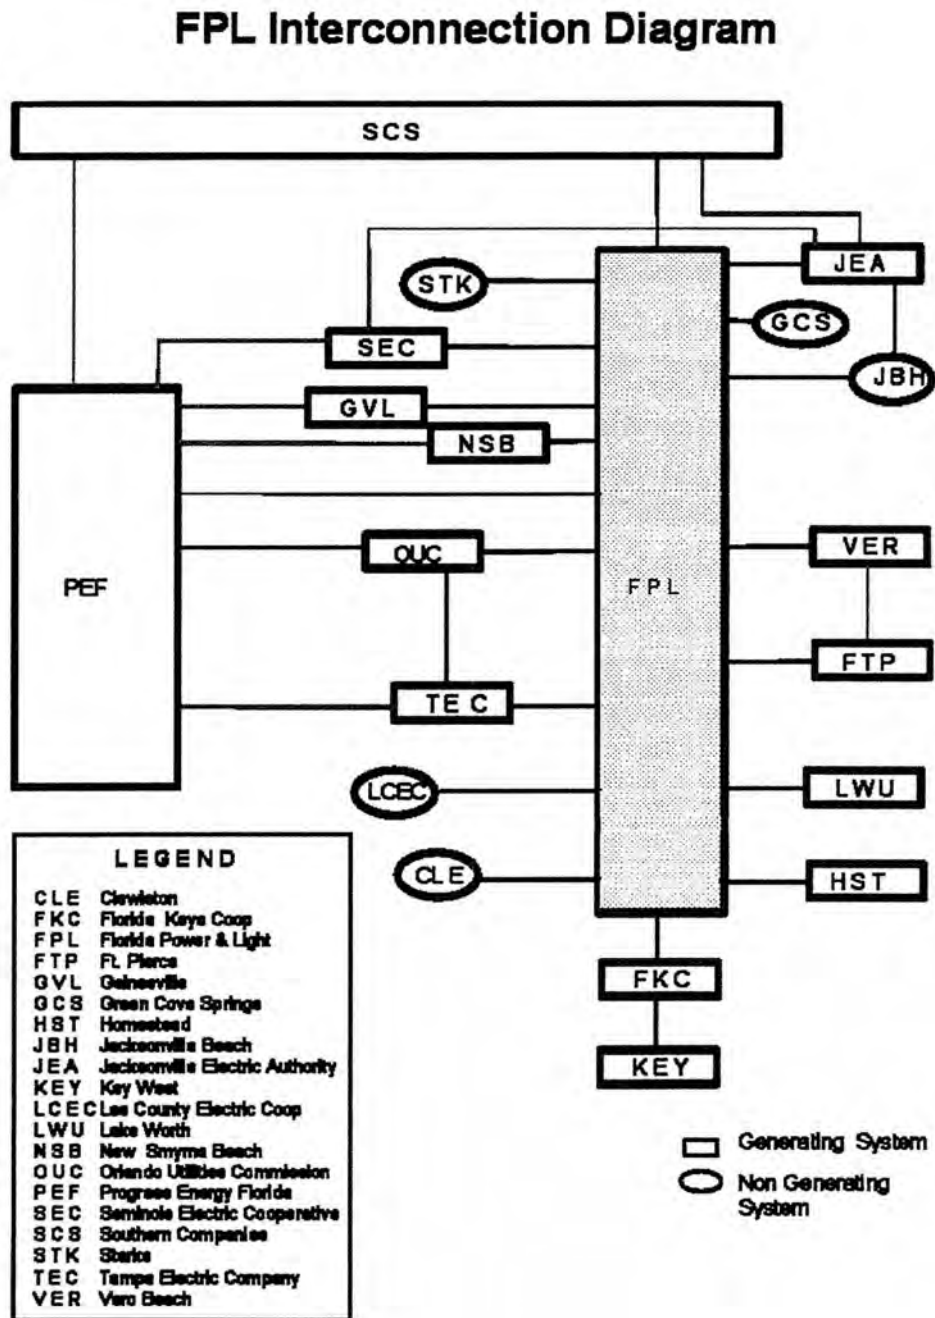 FPL Interconnection Diagram
SCS
JEA
STK
GCS
SEC
JBH
GVL
NSB
OUC
VER
PEF
FPL
FTP
TEC
LCEC
LWU
CLE
HST
FKC
KEY
LEGEND
CLE Clewiston
FKC Florida Keys Coop
FPL Florida Power & Light
FTP Ft. Pierce
GVL Gainesville
GCS Green Cove Springs
HST Homestead
JBH Jacksonville Beach
JEA Jacksonville Electric Authority
KEY Key West
LCEC Lee County Electric Coop
LWU Lake Worth
NSB New Smyrna Beach
OUC Orlando Utilities Commission
PEF Progress Energy Florida
SEC Seminole Electric Cooperative
SCS Southern Companies
STK Starke
TEC Tampa Electric Company
VER Vero Beach
Generating System
Non Generating
System